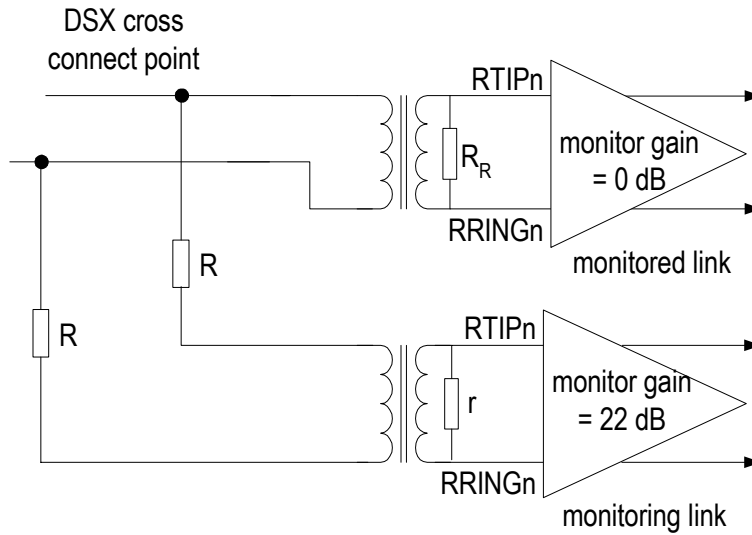 DSX cross
connect point
RTIPn
R_R
monitor gain
= 0 dB
RRINGn
monitored link
R
R
RTIPn
r
monitor gain
= 22 dB
RRINGn
monitoring link